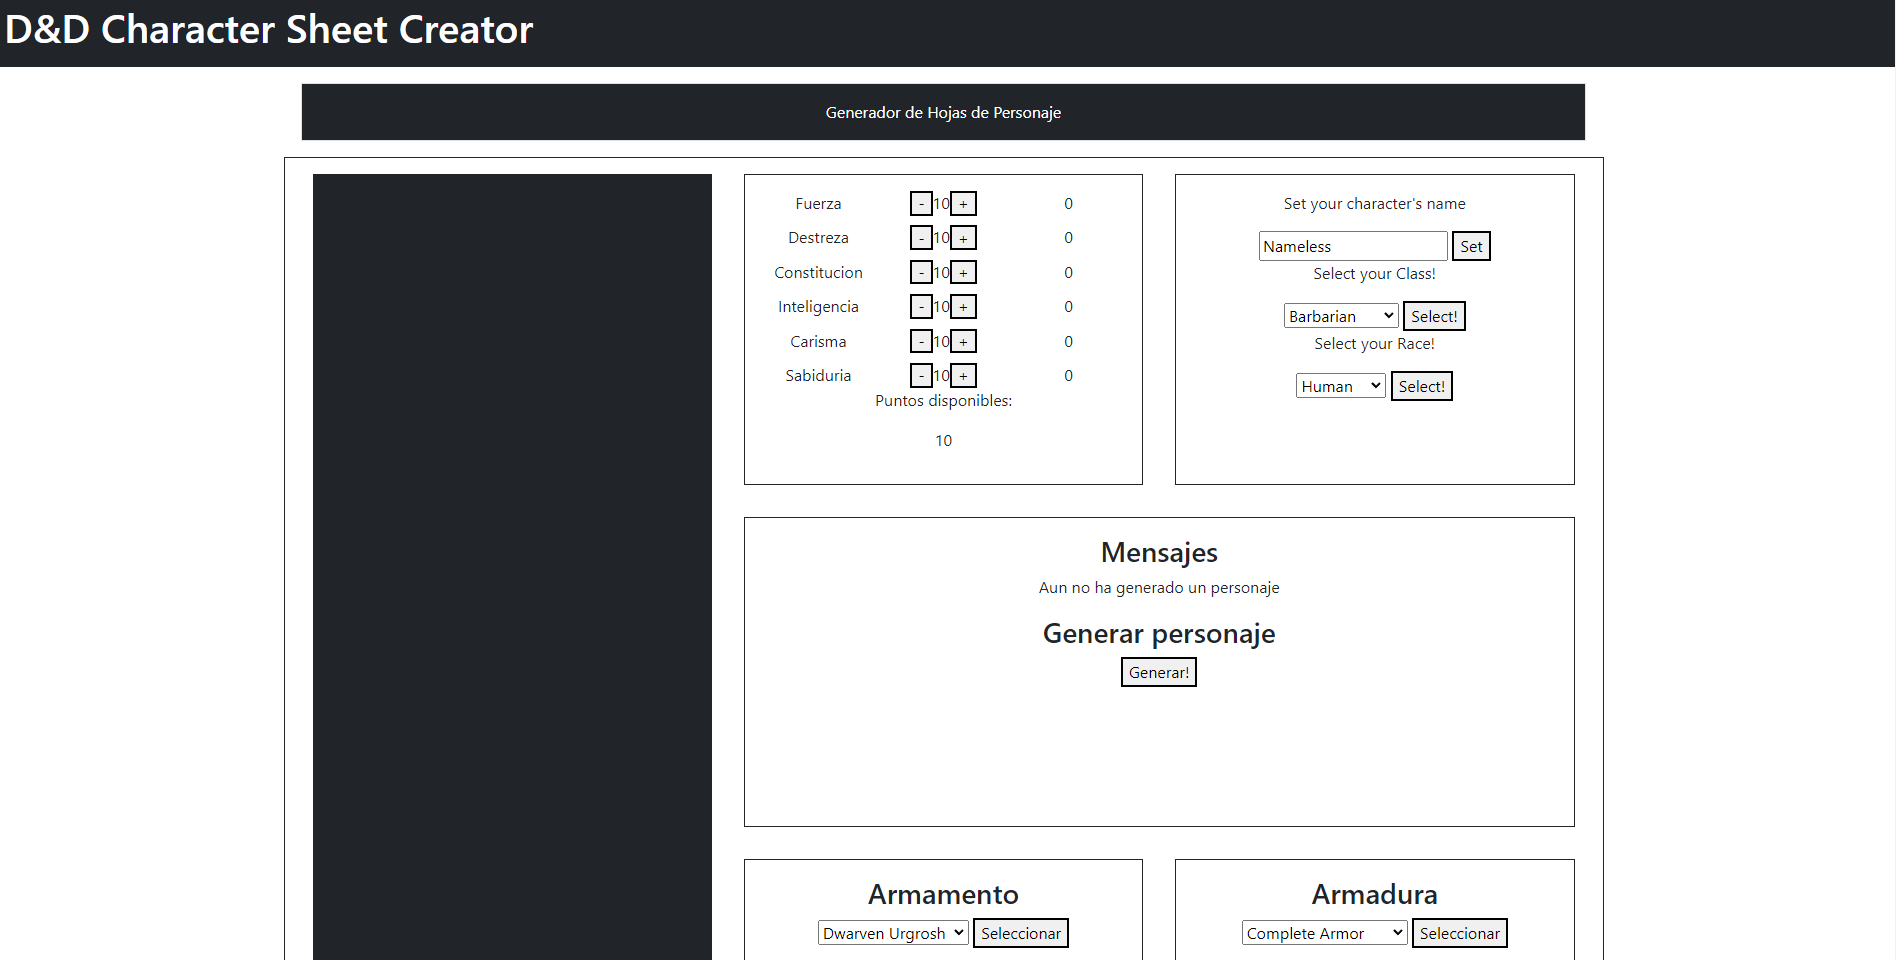 D&D Character Sheet Creator
Generador de Hojas de Personaje
Fuerza - 10 + 0
Destreza - 10 + 0
Constitucion - 10 + 0
Inteligencia - 10 + 0
Carisma - 10 + 0
Sabiduria - 10 + 0
Puntos disponibles:
10
Set your character's name
Nameless Set
Select your Class!
Barbarian Select!
Select your Race!
Human Select!
Mensajes
Aun no ha generado un personaje
Generar personaje
Generar!
Armamento
Dwarven Urgrosh Seleccionar
Armadura
Complete Armor Seleccionar